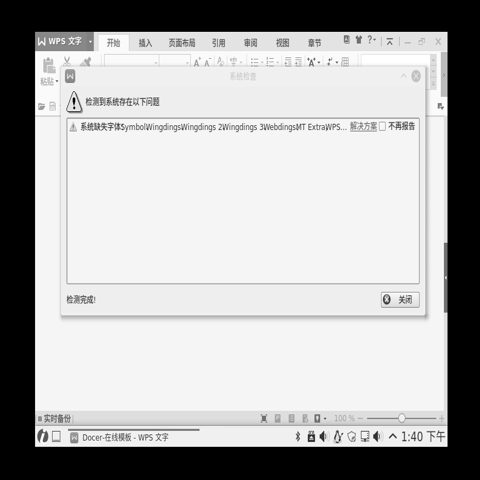 WPS 文字 开始 插入 页面布局 引用 审阅 视图 章节
粘贴
系统检查
检测到系统存在以下问题
系统缺失字体SymbolWingdingsWingdings 2Wingdings 3WebdingsMT ExtraWPS... 解决方案 不再报告
检测完成! 关闭
实时备份 100 %
Docer-在线模板 - WPS 文字 1:40 下午